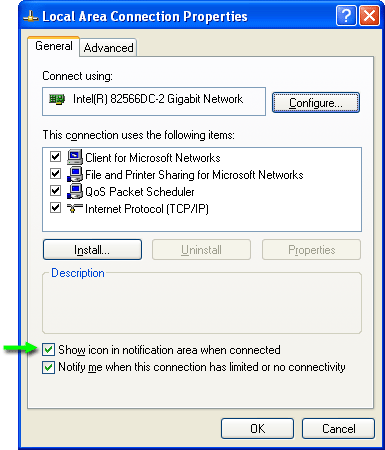 Local Area Connection Properties
General
Advanced
Connect using:
Intel(R) 82566DC-2 Gigabit Network
Configure...
This connection uses the following items:
Client for Microsoft Networks
File and Printer Sharing for Microsoft Networks
QoS Packet Scheduler
Internet Protocol (TCP/IP)
Install...
Uninstall
Properties
Description
Show icon in notification area when connected
Notify me when this connection has limited or no connectivity
OK
Cancel